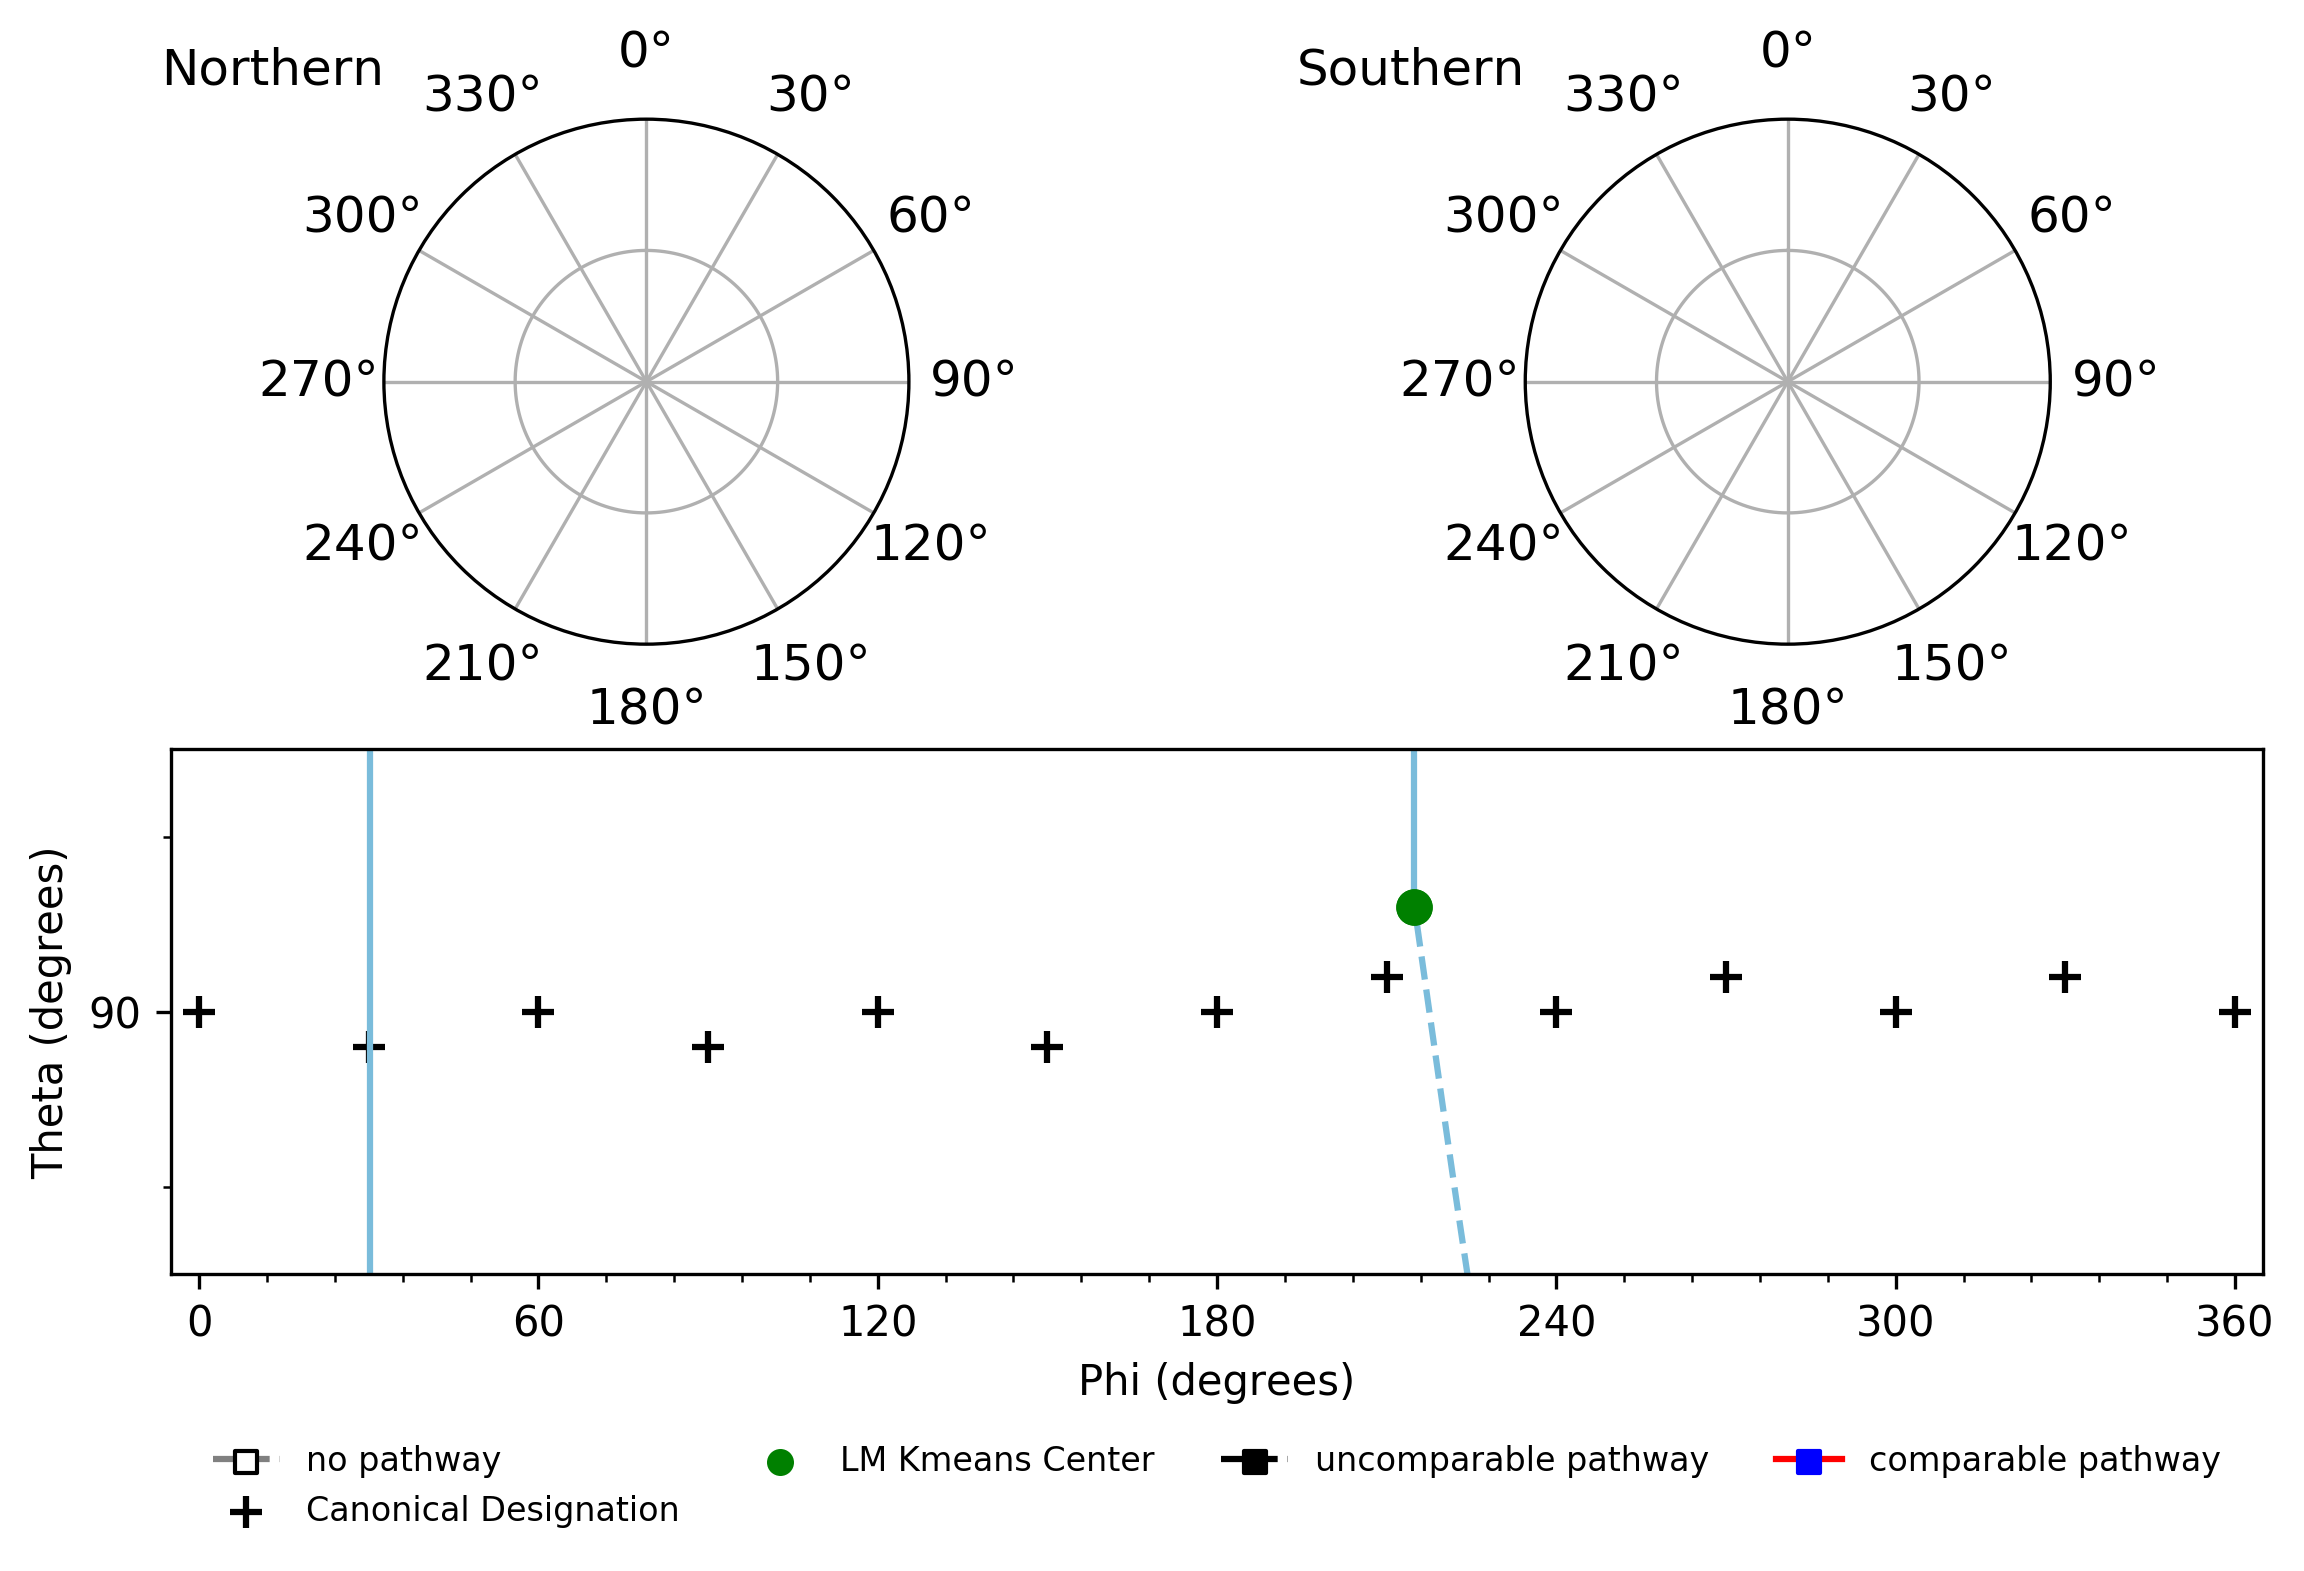 Northern
0°
30°
60°
90°
120°
150°
180°
210°
240°
270°
300°
330°
Southern
0°
30°
60°
90°
120°
150°
180°
210°
240°
270°
300°
330°
Theta (degrees)
90
0 60 120 180 240 300 360
Phi (degrees)
no pathway
Canonical Designation
LM Kmeans Center
uncomparable pathway
comparable pathway